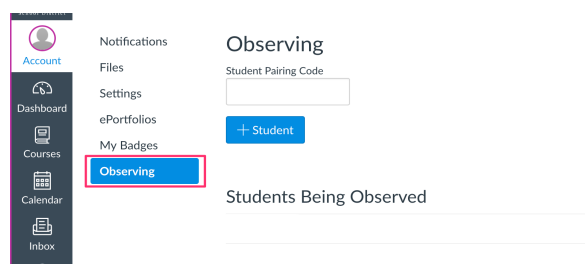 Account
Dashboard
Courses
Calendar
Inbox
Notifications
Files
Settings
ePortfolios
My Badges
Observing
Observing
Student Pairing Code
+ Student
Students Being Observed